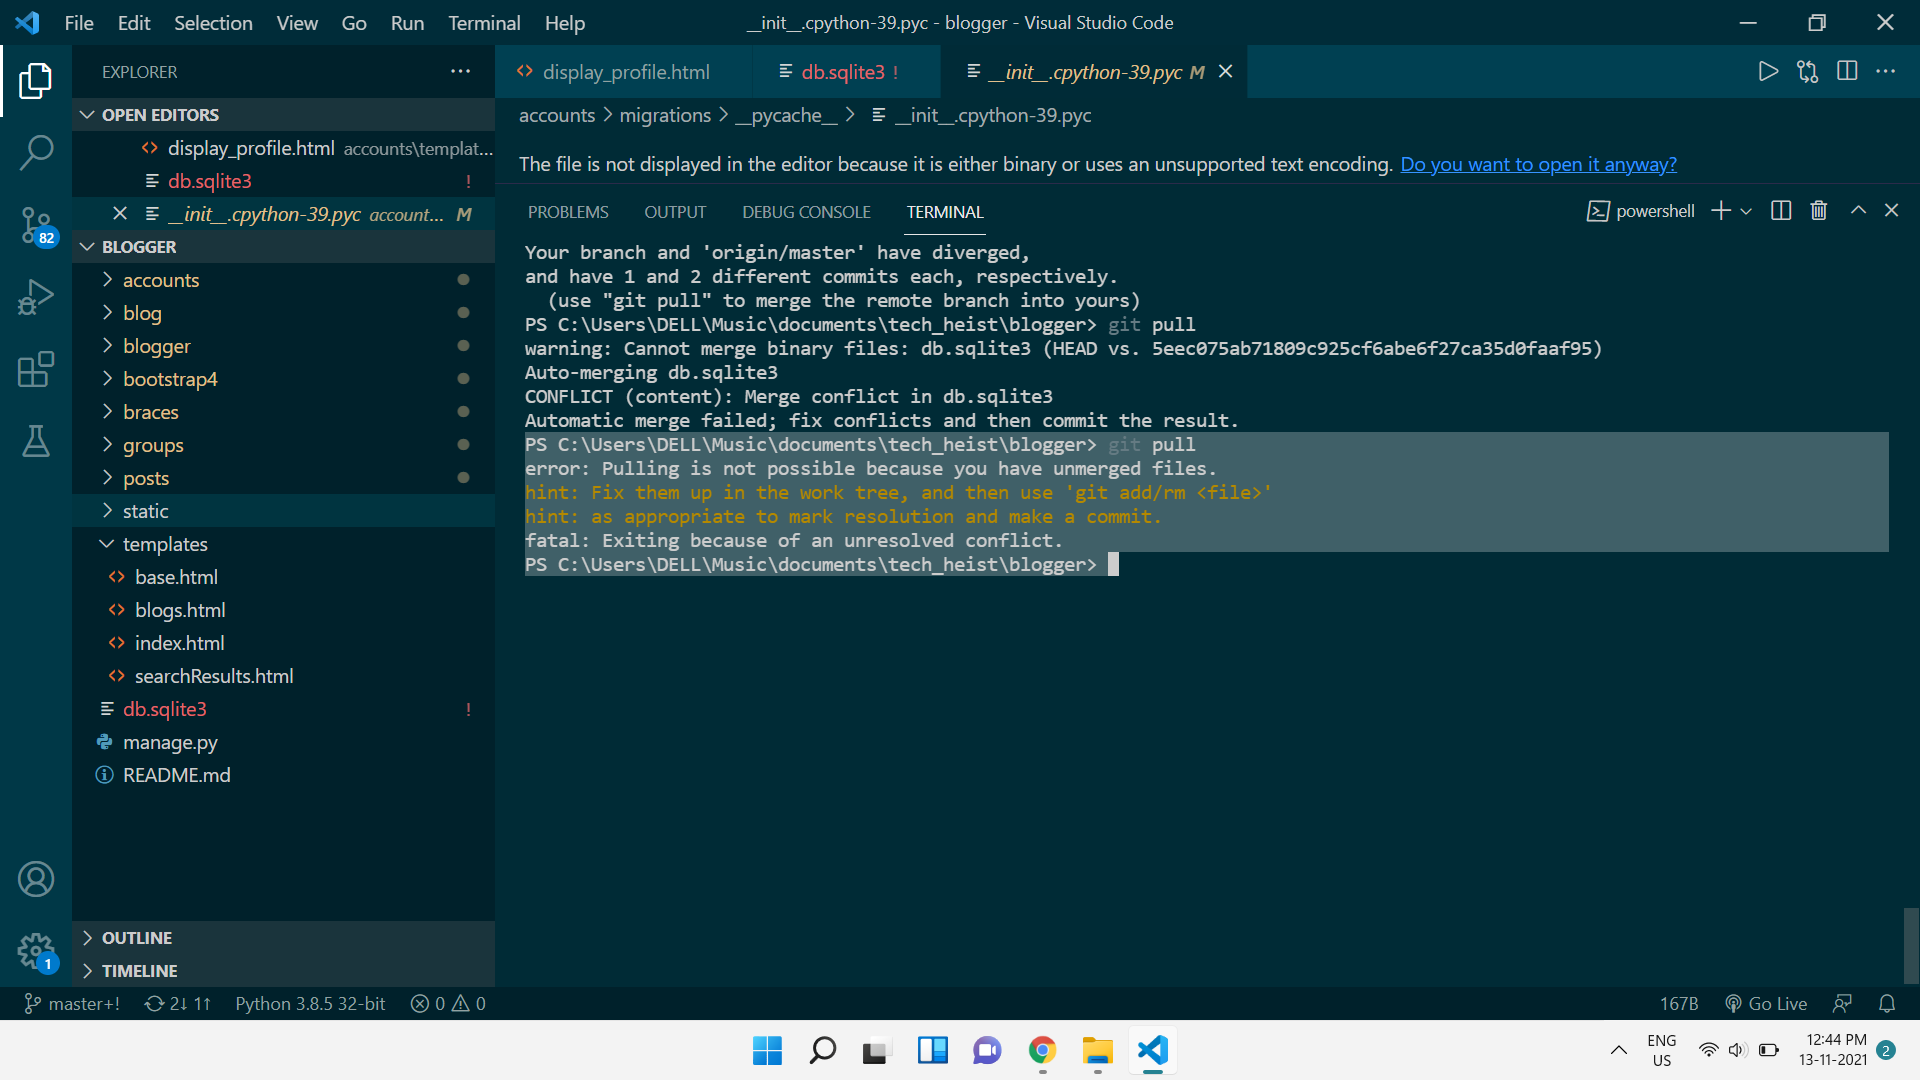 File Edit Selection View Go Run Terminal Help
__init__.cpython-39.pyc - blogger - Visual Studio Code
EXPLORER
OPEN EDITORS
display_profile.html accounts\templat...
db.sqlite3 !
__init__.cpython-39.pyc account... M
BLOGGER
accounts
blog
blogger
bootstrap4
braces
groups
posts
static
templates
base.html
blogs.html
index.html
searchResults.html
db.sqlite3 !
manage.py
README.md
OUTLINE
TIMELINE
82
1
display_profile.html db.sqlite3 ! __init__.cpython-39.pyc M
accounts > migrations > __pycache__ > __init__.cpython-39.pyc
The file is not displayed in the editor because it is either binary or uses an unsupported text encoding. Do you want to open it anyway?
PROBLEMS OUTPUT DEBUG CONSOLE TERMINAL
powershell
Your branch and 'origin/master' have diverged,
and have 1 and 2 different commits each, respectively.
(use "git pull" to merge the remote branch into yours)
PS C:\Users\DELL\Music\documents\tech_heist\blogger> git pull
warning: Cannot merge binary files: db.sqlite3 (HEAD vs. 5eec075ab71809c925cf6abe6f27ca35d0faaf95)
Auto-merging db.sqlite3
CONFLICT (content): Merge conflict in db.sqlite3
Automatic merge failed; fix conflicts and then commit the result.
PS C:\Users\DELL\Music\documents\tech_heist\blogger> git pull
error: Pulling is not possible because you have unmerged files.
hint: Fix them up in the work tree, and then use 'git add/rm <file>'
hint: as appropriate to mark resolution and make a commit.
fatal: Exiting because of an unresolved conflict.
PS C:\Users\DELL\Music\documents\tech_heist\blogger>
master+! 2↓ 1↑ Python 3.8.5 32-bit 0 0
167B Go Live
ENG
US
12:44 PM
13-11-2021
2